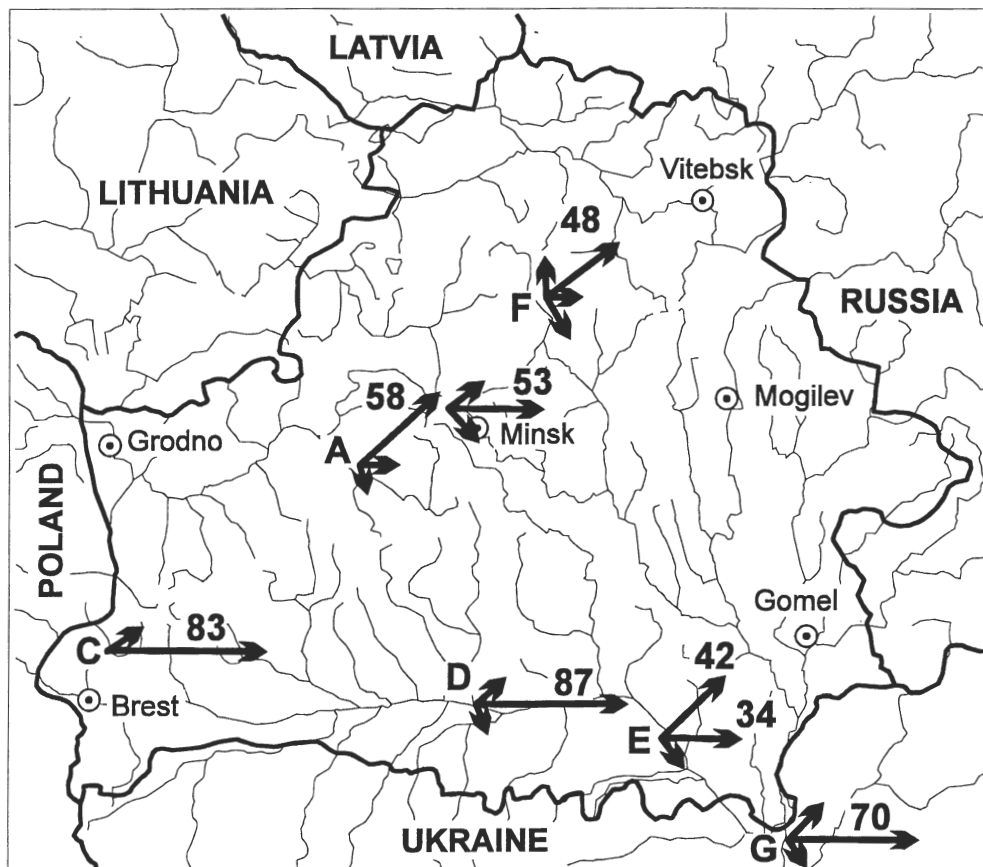 LATVIA
Vitebsk
LITHUANIA
48
F
RUSSIA
58
53
Mogilev
Minsk
Grodno
A
POLAND
Gomel
C
83
42
D
87
Brest
34
E
70
UKRAINE
G